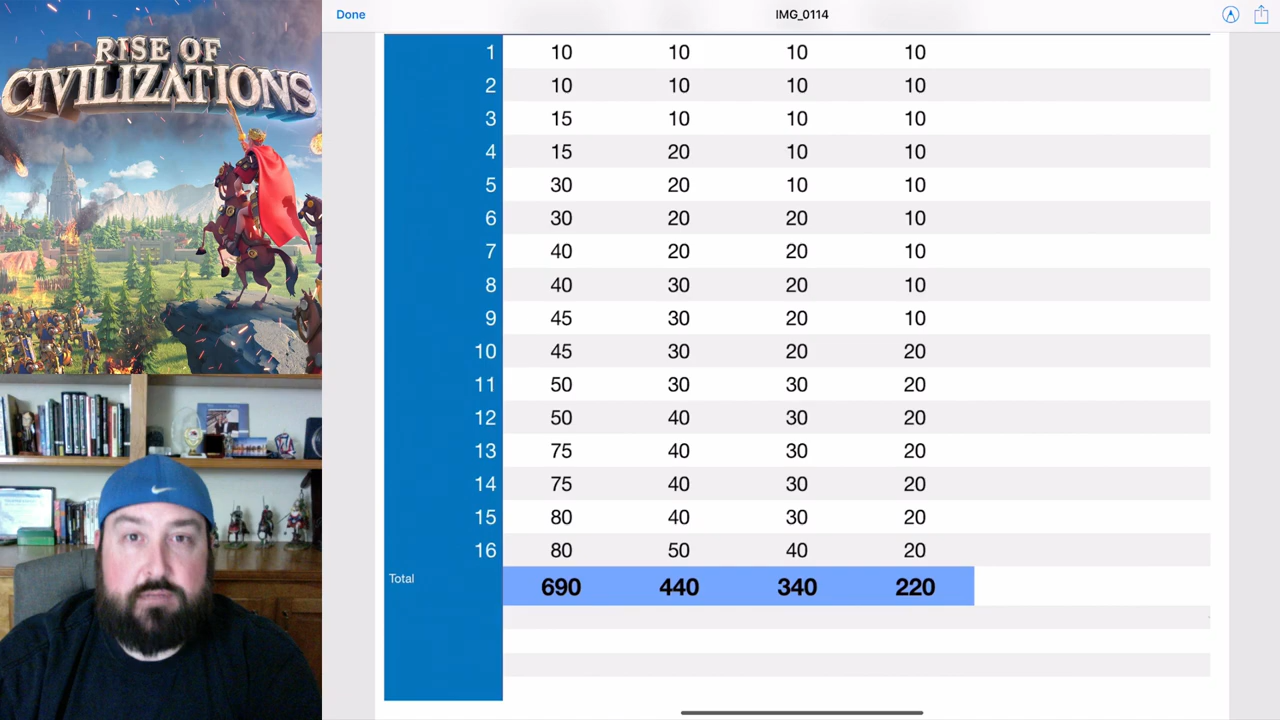 Done
IMG_0114
RISE OF
CIVILIZATIONS
1 10 10 10 10
2 10 10 10 10
3 15 10 10 10
4 15 20 10 10
5 30 20 10 10
6 30 20 20 10
7 40 20 20 10
8 40 30 20 10
9 45 30 20 10
10 45 30 20 20
11 50 30 30 20
12 50 40 30 20
13 75 40 30 20
14 75 40 30 20
15 80 40 30 20
16 80 50 40 20
Total 690 440 340 220